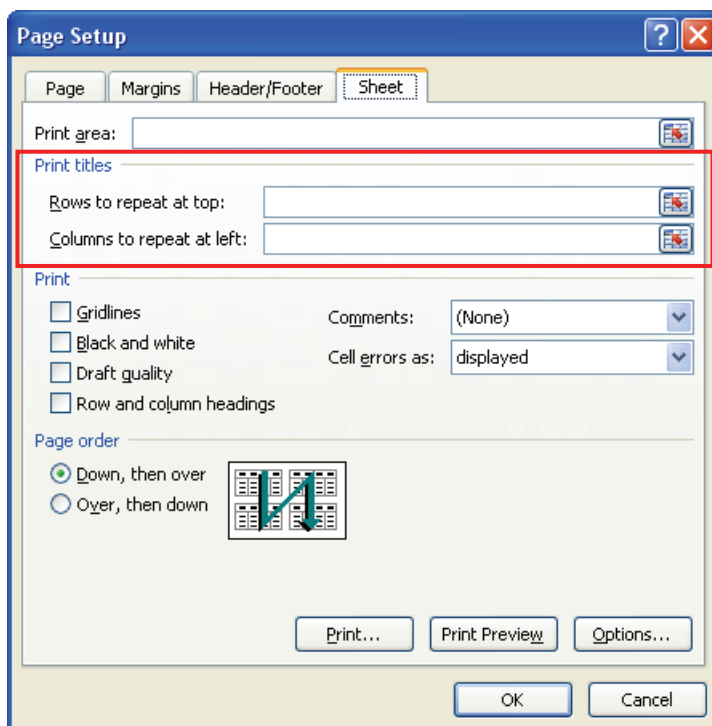 Page Setup
Page Margins Header/Footer Sheet
Print area:
Print titles
Rows to repeat at top:
Columns to repeat at left:
Print
Gridlines Comments: (None)
Black and white
Cell errors as: displayed
Draft quality
Row and column headings
Page order
Down, then over
Over, then down
Print... Print Preview Options...
OK Cancel